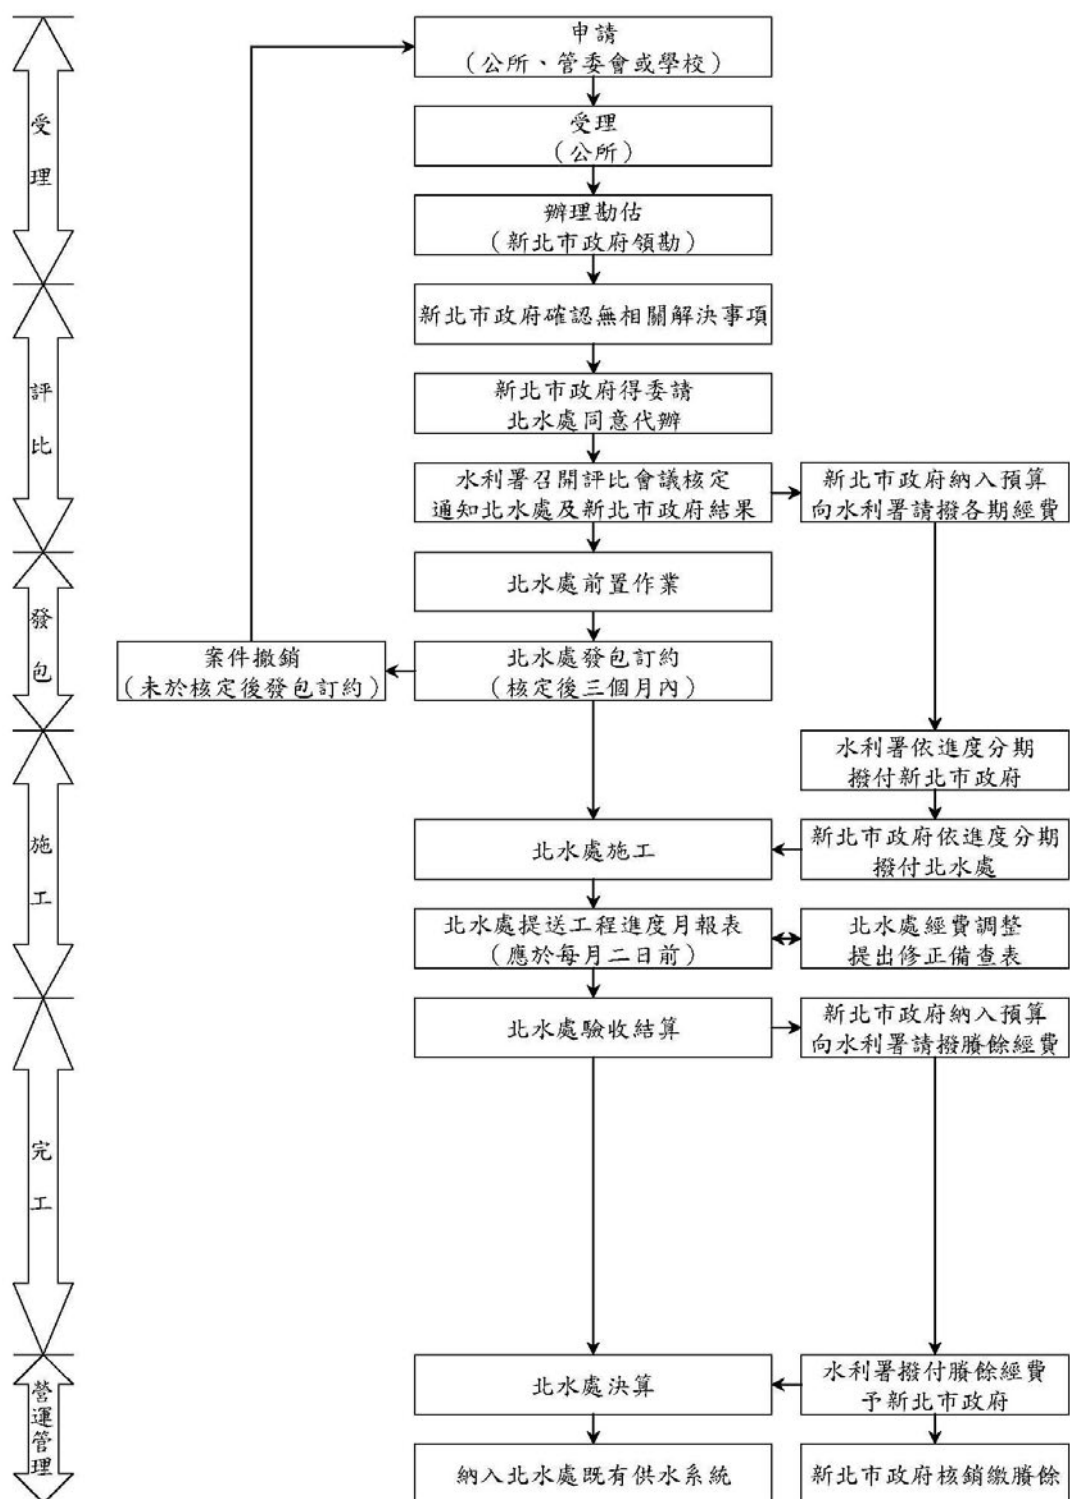 受
理
評
比
發
包
施
工
完
工
營
運
管
理
申請
（公所、管委會或學校）
受理
（公所）
辦理勘估
（新北市政府領勘）
新北市政府確認無相關解決事項
新北市政府得委請
北水處同意代辦
水利署召開評比會議核定
通知北水處及新北市政府結果
新北市政府納入預算
向水利署請撥各期經費
北水處前置作業
案件撤銷
（未於核定後發包訂約）
北水處發包訂約
（核定後三個月內）
水利署依進度分期
撥付新北市政府
北水處施工
新北市政府依進度分期
撥付北水處
北水處提送工程進度月報表
（應於每月二日前）
北水處經費調整
提出修正備查表
北水處驗收結算
新北市政府納入預算
向水利署請撥賸餘經費
北水處決算
水利署撥付賸餘經費
予新北市政府
納入北水處既有供水系統
新北市政府核銷繳賸餘